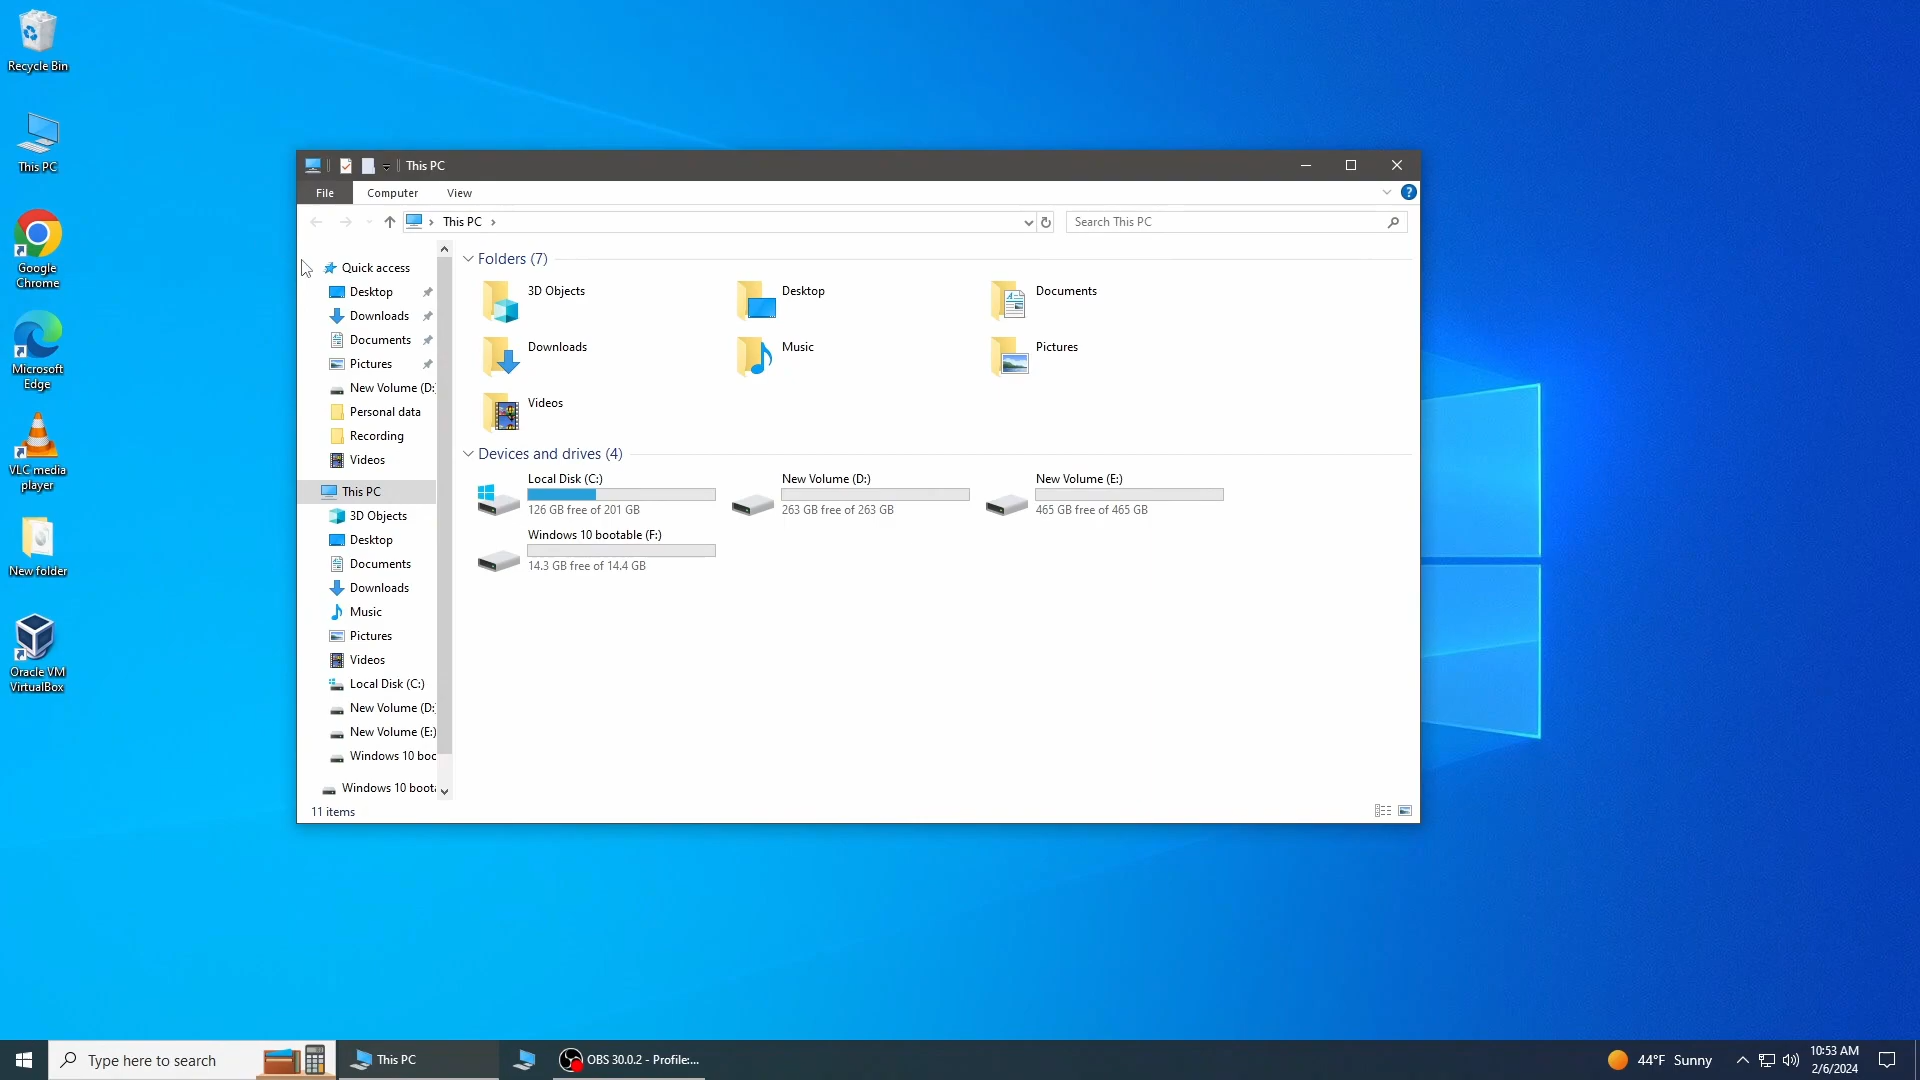 Recycle Bin
This PC
Google
Chrome
Microsoft
Edge
VLC media
player
New folder
Oracle VM
VirtualBox
This PC
File
Computer
View
?
This PC
Search This PC
Quick access
Desktop
Downloads
Documents
Pictures
New Volume (D:
Personal data
Recording
Videos
This PC
3D Objects
Desktop
Documents
Downloads
Music
Pictures
Videos
Local Disk (C:)
New Volume (D:
New Volume (E:)
Windows 10 boc
Windows 10 boot
Folders (7)
3D Objects
Desktop
Documents
Downloads
Music
Pictures
Videos
Devices and drives (4)
Local Disk (C:)
126 GB free of 201 GB
New Volume (D:)
263 GB free of 263 GB
New Volume (E:)
465 GB free of 465 GB
Windows 10 bootable (F:)
14.3 GB free of 14.4 GB
11 items
Type here to search
This PC
OBS 30.0.2 - Profile:...
44°F Sunny
10:53 AM
2/6/2024